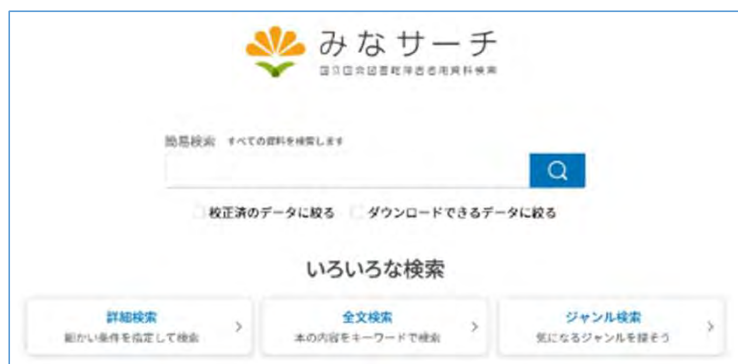 みなサーチ
国立国会図書館障害者用資料検索
簡易検索 すべての資料を検索します
校正済のデータに絞る ダウンロードできるデータに絞る
いろいろな検索
詳細検索 全文検索 ジャンル検索
細かい条件を指定して検索 本の内容をキーワードで検索 気になるジャンルを探そう